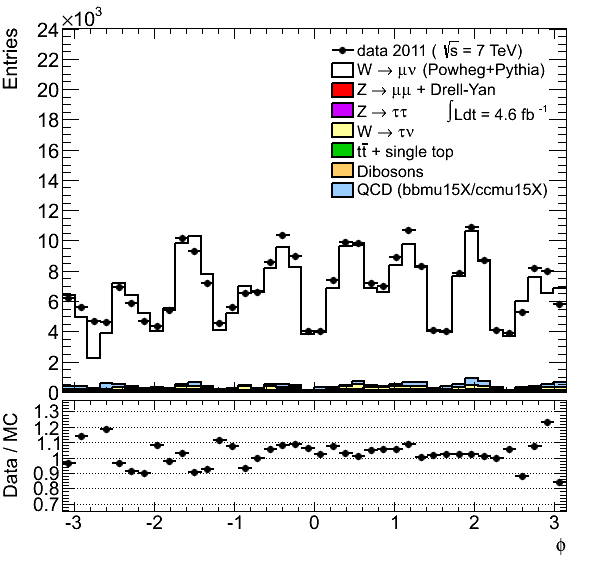 ×10³
24
22
20
18
16
14
12
10
8
6
4
2
0
Entries
data 2011 ( √s = 7 TeV)
W → μν (Powheg+Pythia)
Z → μμ + Drell-Yan
Z → ττ
∫Ldt = 4.6 fb⁻¹
W → τν
tt̅ + single top
Dibosons
QCD (bbmu15X/ccmu15X)
1.3
1.2
1.1
1
0.9
0.8
0.7
Data / MC
-3 -2 -1 0 1 2 3
ϕ